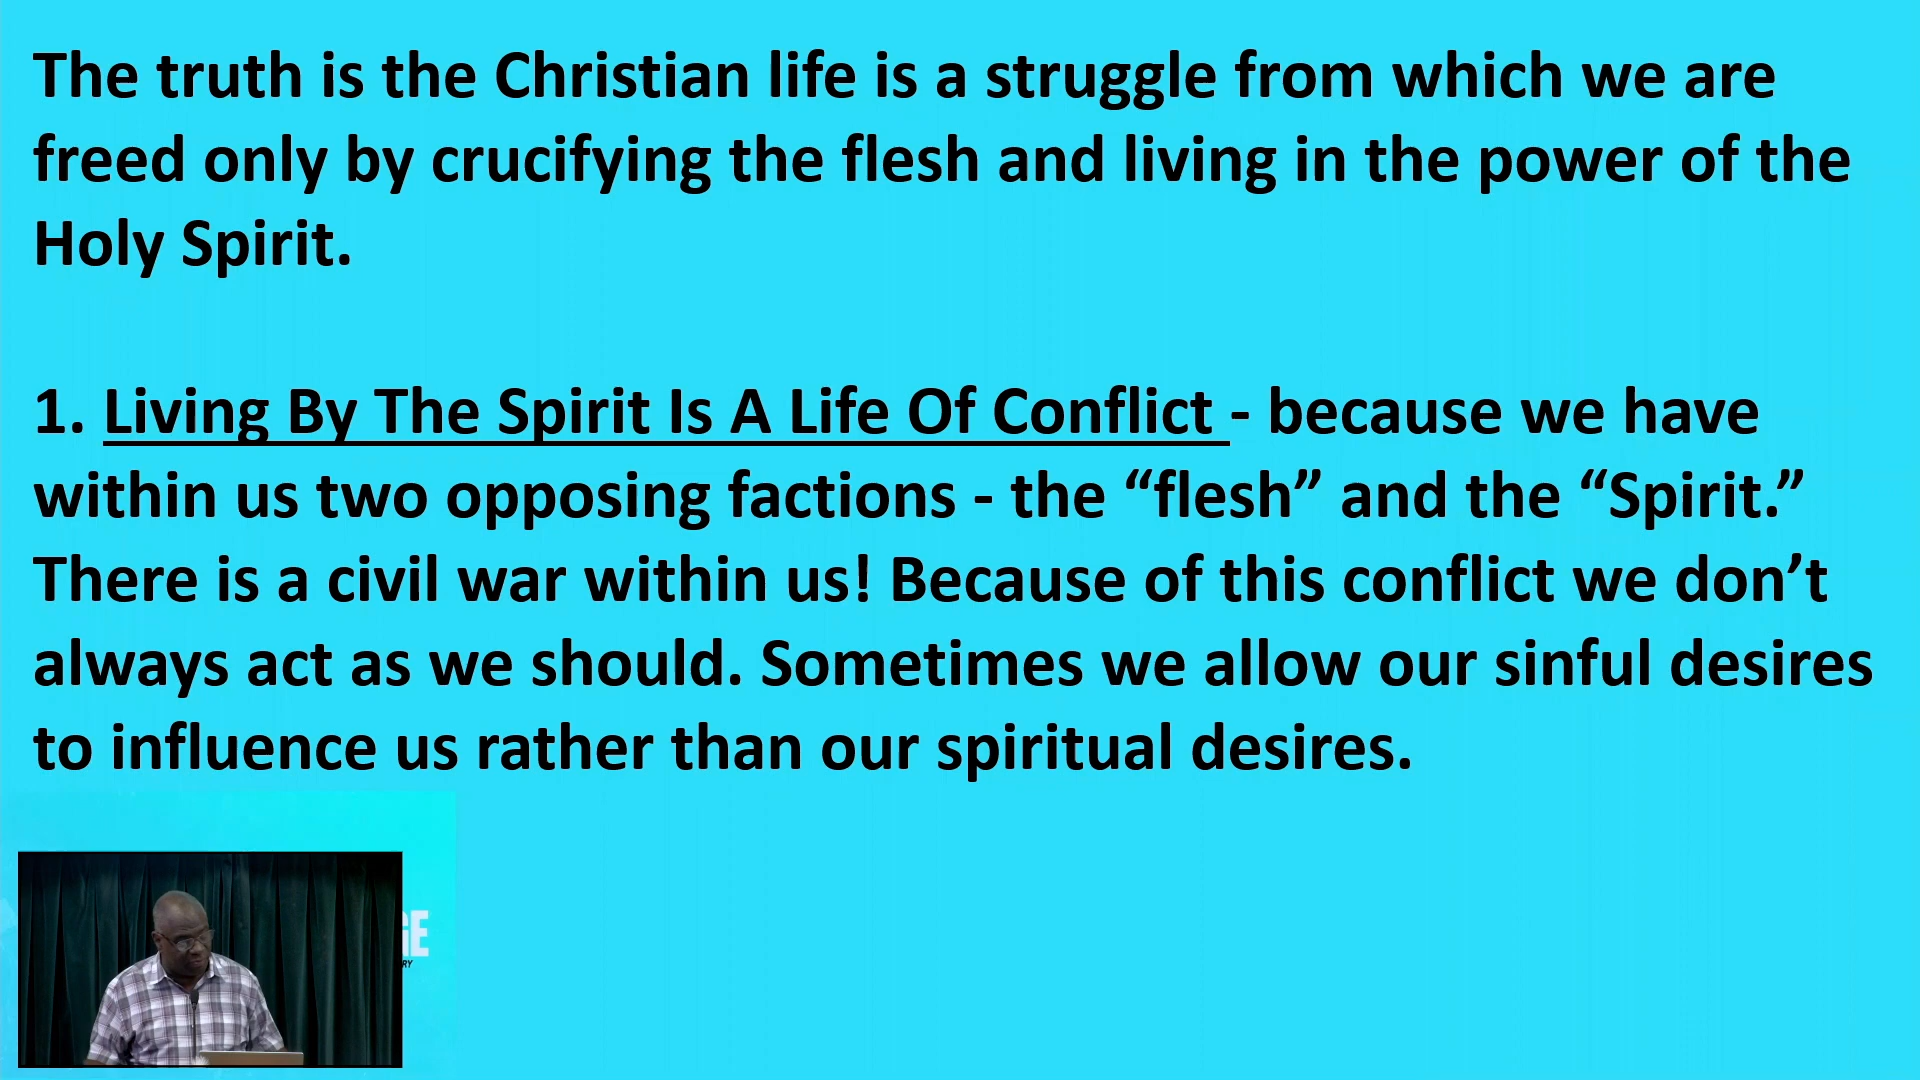 The truth is the Christian life is a struggle from which we are
freed only by crucifying the flesh and living in the power of the
Holy Spirit.
1. Living By The Spirit Is A Life Of Conflict - because we have
within us two opposing factions - the “flesh” and the “Spirit.”
There is a civil war within us! Because of this conflict we don’t
always act as we should. Sometimes we allow our sinful desires
to influence us rather than our spiritual desires.